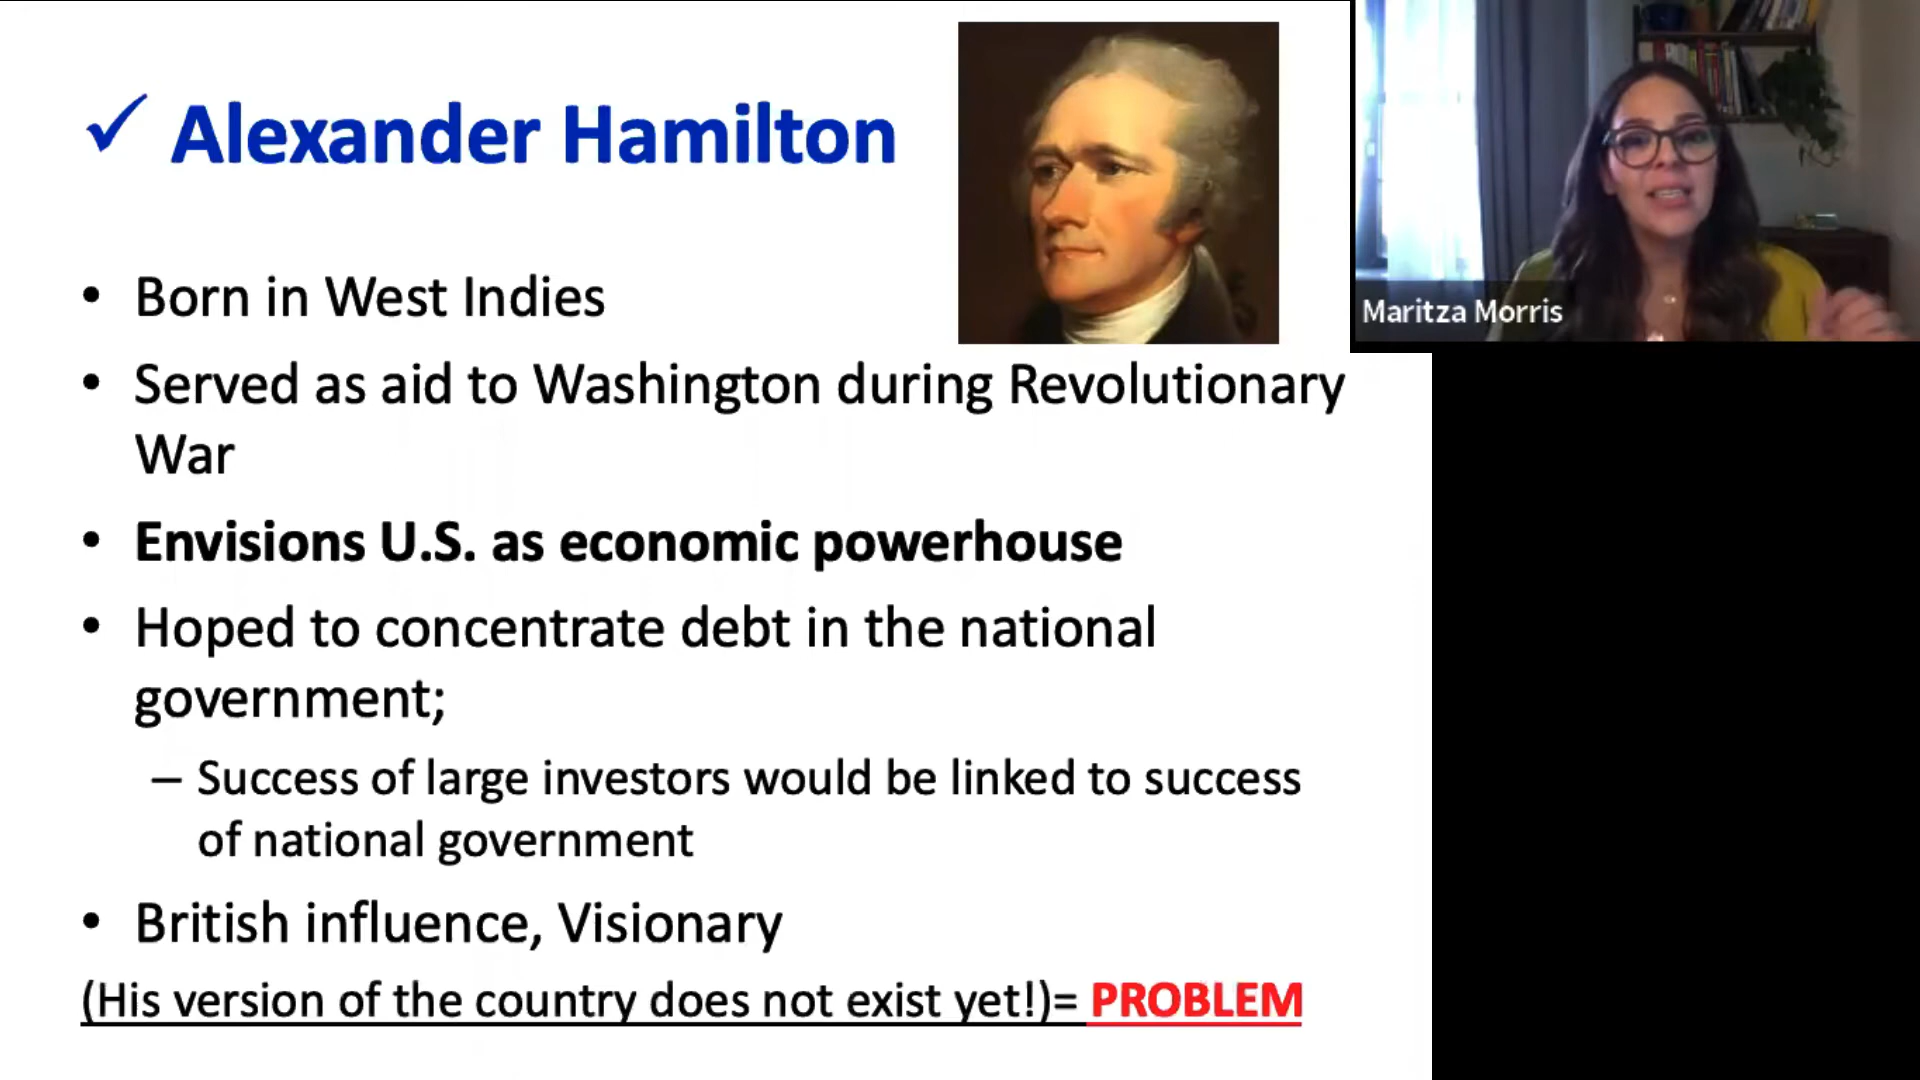 ✓ Alexander Hamilton
Maritza Morris
• Born in West Indies
• Served as aid to Washington during Revolutionary
War
• Envisions U.S. as economic powerhouse
• Hoped to concentrate debt in the national
government;
– Success of large investors would be linked to success
of national government
• British influence, Visionary
(His version of the country does not exist yet!)= PROBLEM